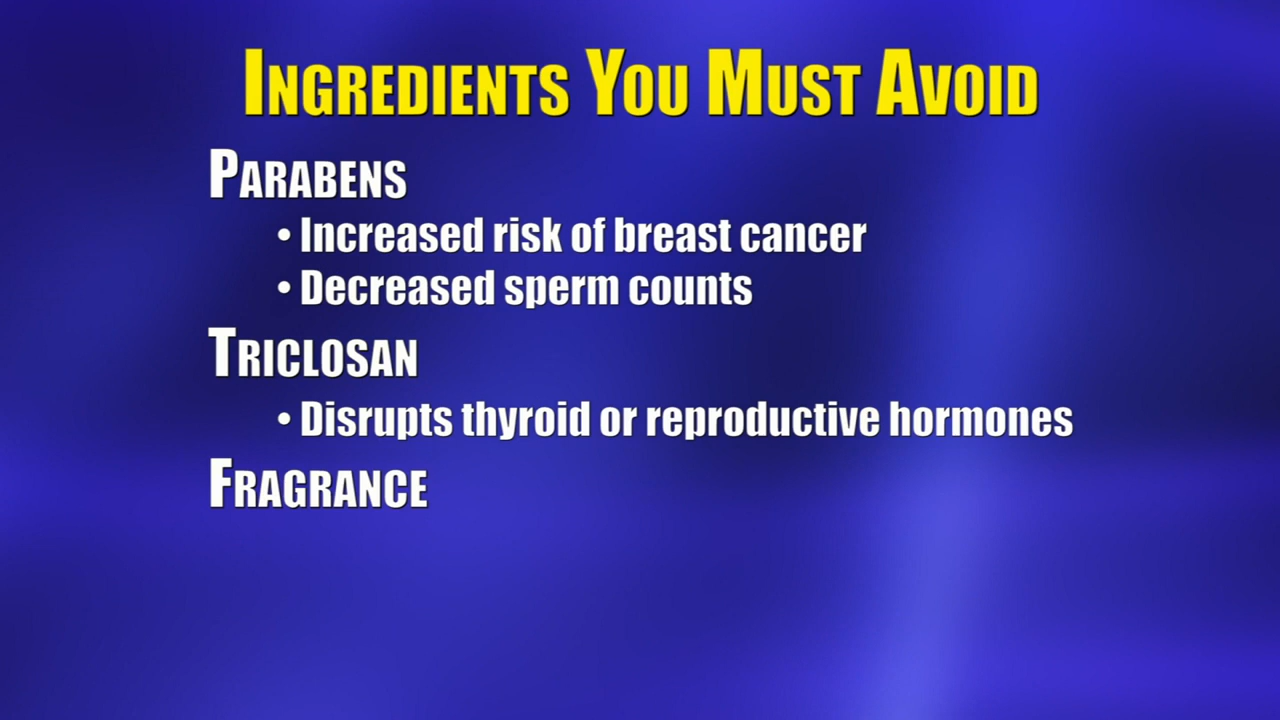 INGREDIENTS YOU MUST AVOID
PARABENS
• Increased risk of breast cancer
• Decreased sperm counts
TRICLOSAN
• Disrupts thyroid or reproductive hormones
FRAGRANCE